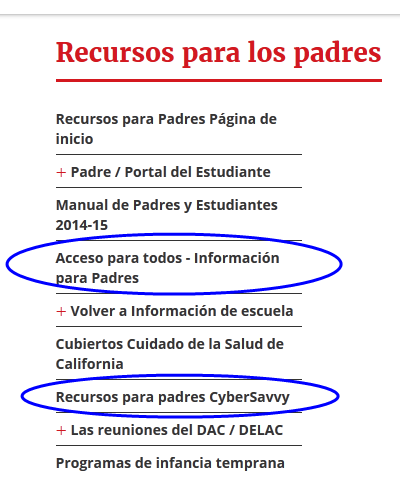 Recursos para los padres
Recursos para Padres Página de
inicio
+ Padre / Portal del Estudiante
Manual de Padres y Estudiantes
2014-15
Acceso para todos - Información
para Padres
+ Volver a Información de escuela
Cubiertos Cuidado de la Salud de
California
Recursos para padres CyberSavvy
+ Las reuniones del DAC / DELAC
Programas de infancia temprana